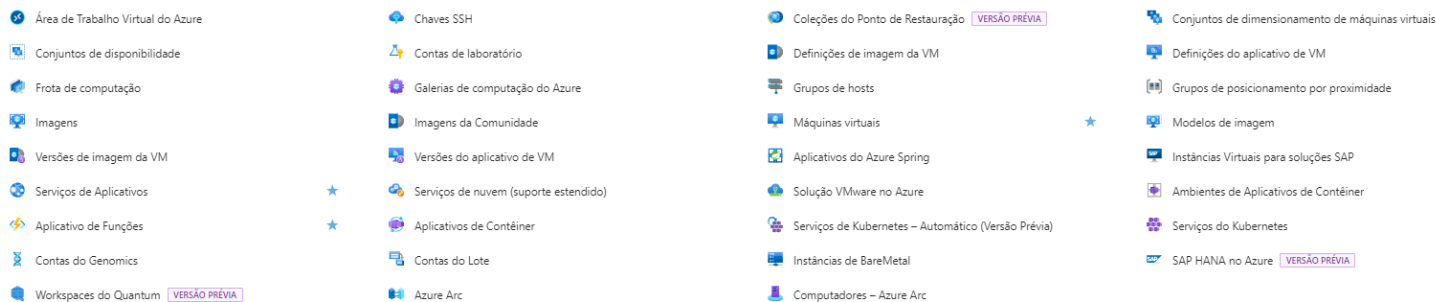 Área de Trabalho Virtual do Azure
Chaves SSH
Coleções do Ponto de Restauração VERSÃO PRÉVIA
Conjuntos de dimensionamento de máquinas virtuais
Conjuntos de disponibilidade
Contas de laboratório
Definições de imagem da VM
Definições do aplicativo de VM
Frota de computação
Galerias de computação do Azure
Grupos de hosts
Grupos de posicionamento por proximidade
Imagens
Imagens da Comunidade
Máquinas virtuais
Modelos de imagem
Versões de imagem da VM
Versões do aplicativo de VM
Aplicativos do Azure Spring
SAP Instâncias Virtuais para soluções SAP
Serviços de Aplicativos
Serviços de nuvem (suporte estendido)
Solução VMware no Azure
Ambientes de Aplicativos de Contêiner
Aplicativo de Funções
Aplicativos de Contêiner
Serviços de Kubernetes – Automático (Versão Prévia)
Serviços do Kubernetes
Contas do Genomics
Contas do Lote
Instâncias de BareMetal
SAP SAP HANA no Azure VERSÃO PRÉVIA
Workspaces do Quantum VERSÃO PRÉVIA
Azure Arc
Computadores – Azure Arc